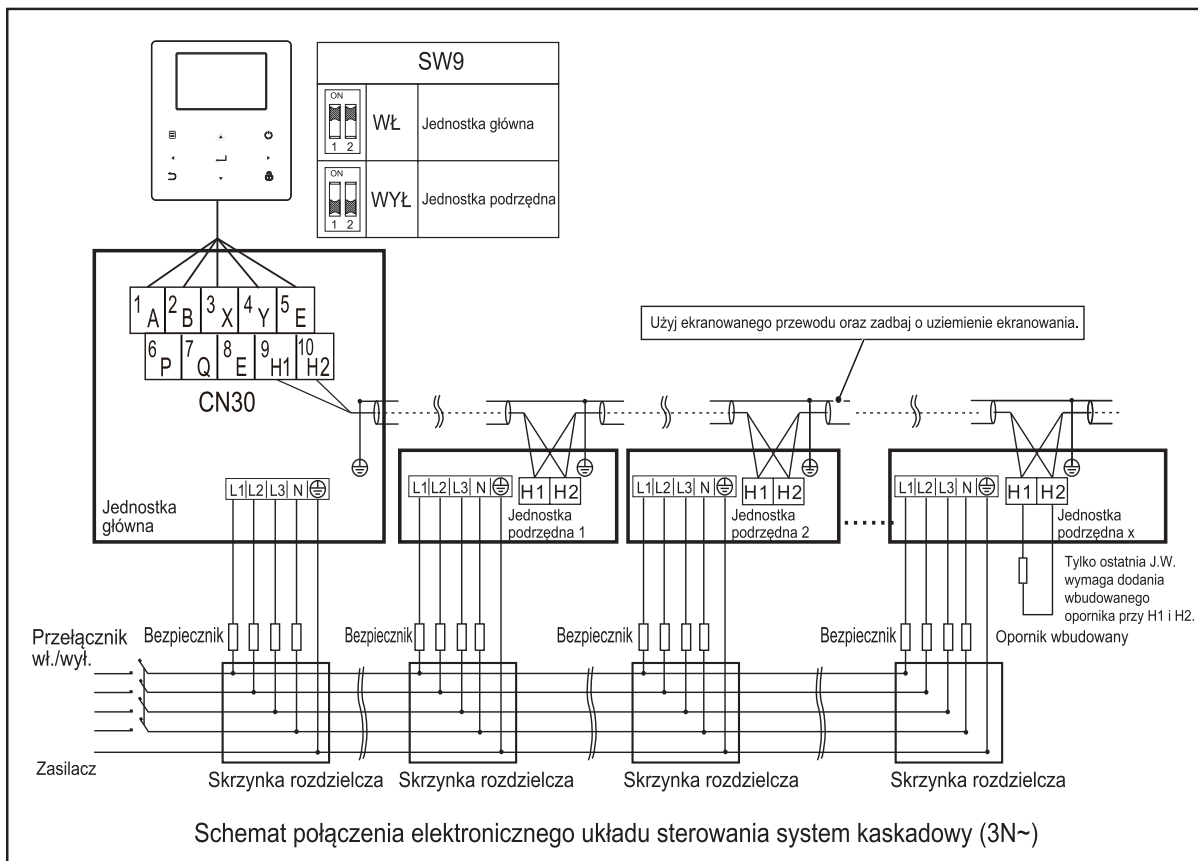 SW9
ON
1 2
WŁ
Jednostka główna
ON
1 2
WYŁ
Jednostka podrzędna
1 A 2 B 3 X 4 Y 5 E
6 P 7 Q 8 E 9 H1 10 H2
CN30
Użyj ekranowanego przewodu oraz zadbaj o uziemienie ekranowania.
L1 L2 L3 N
Jednostka
główna
L1 L2 L3 N
H1 H2
Jednostka
podrzędna 1
L1 L2 L3 N
H1 H2
Jednostka
podrzędna 2
L1 L2 L3 N
H1 H2
Jednostka
podrzędna x
Tylko ostatnia J.W.
wymaga dodania
wbudowanego
opornika przy H1 i H2.
Opornik wbudowany
Przełącznik
wł./wył.
Bezpiecznik
Bezpiecznik
Bezpiecznik
Bezpiecznik
Zasilacz
Skrzynka rozdzielcza
Skrzynka rozdzielcza
Skrzynka rozdzielcza
Skrzynka rozdzielcza
Schemat połączenia elektronicznego układu sterowania system kaskadowy (3N~)